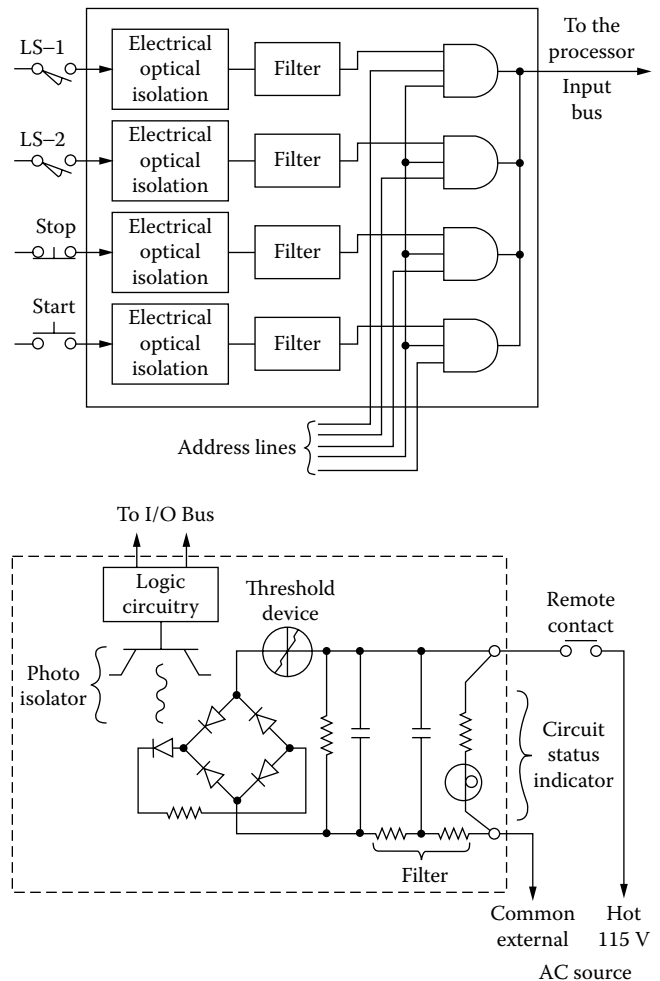 LS–1
Electrical
optical
isolation
Filter
To the
processor
Input
bus
LS–2
Electrical
optical
isolation
Filter
Stop
Electrical
optical
isolation
Filter
Start
Electrical
optical
isolation
Filter
Address lines
To I/O Bus
Logic
circuitry
Threshold
device
Remote
contact
Photo
isolator
Circuit
status
indicator
Filter
Common
external
Hot
115 V
AC source